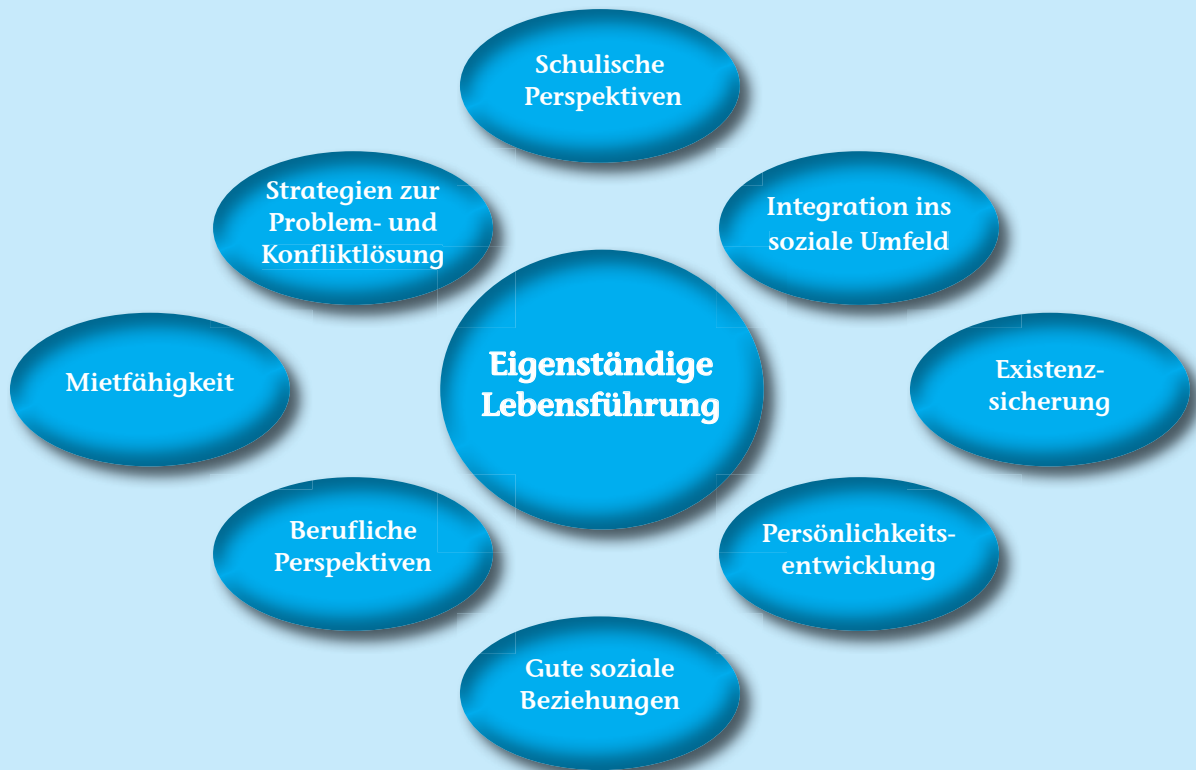 Schulische
Perspektiven
Strategien zur
Problem- und
Konfliktlösung
Integration ins
soziale Umfeld
Eigenständige
Lebensführung
Mietfähigkeit
Existenz-
sicherung
Berufliche
Perspektiven
Persönlichkeits-
entwicklung
Gute soziale
Beziehungen